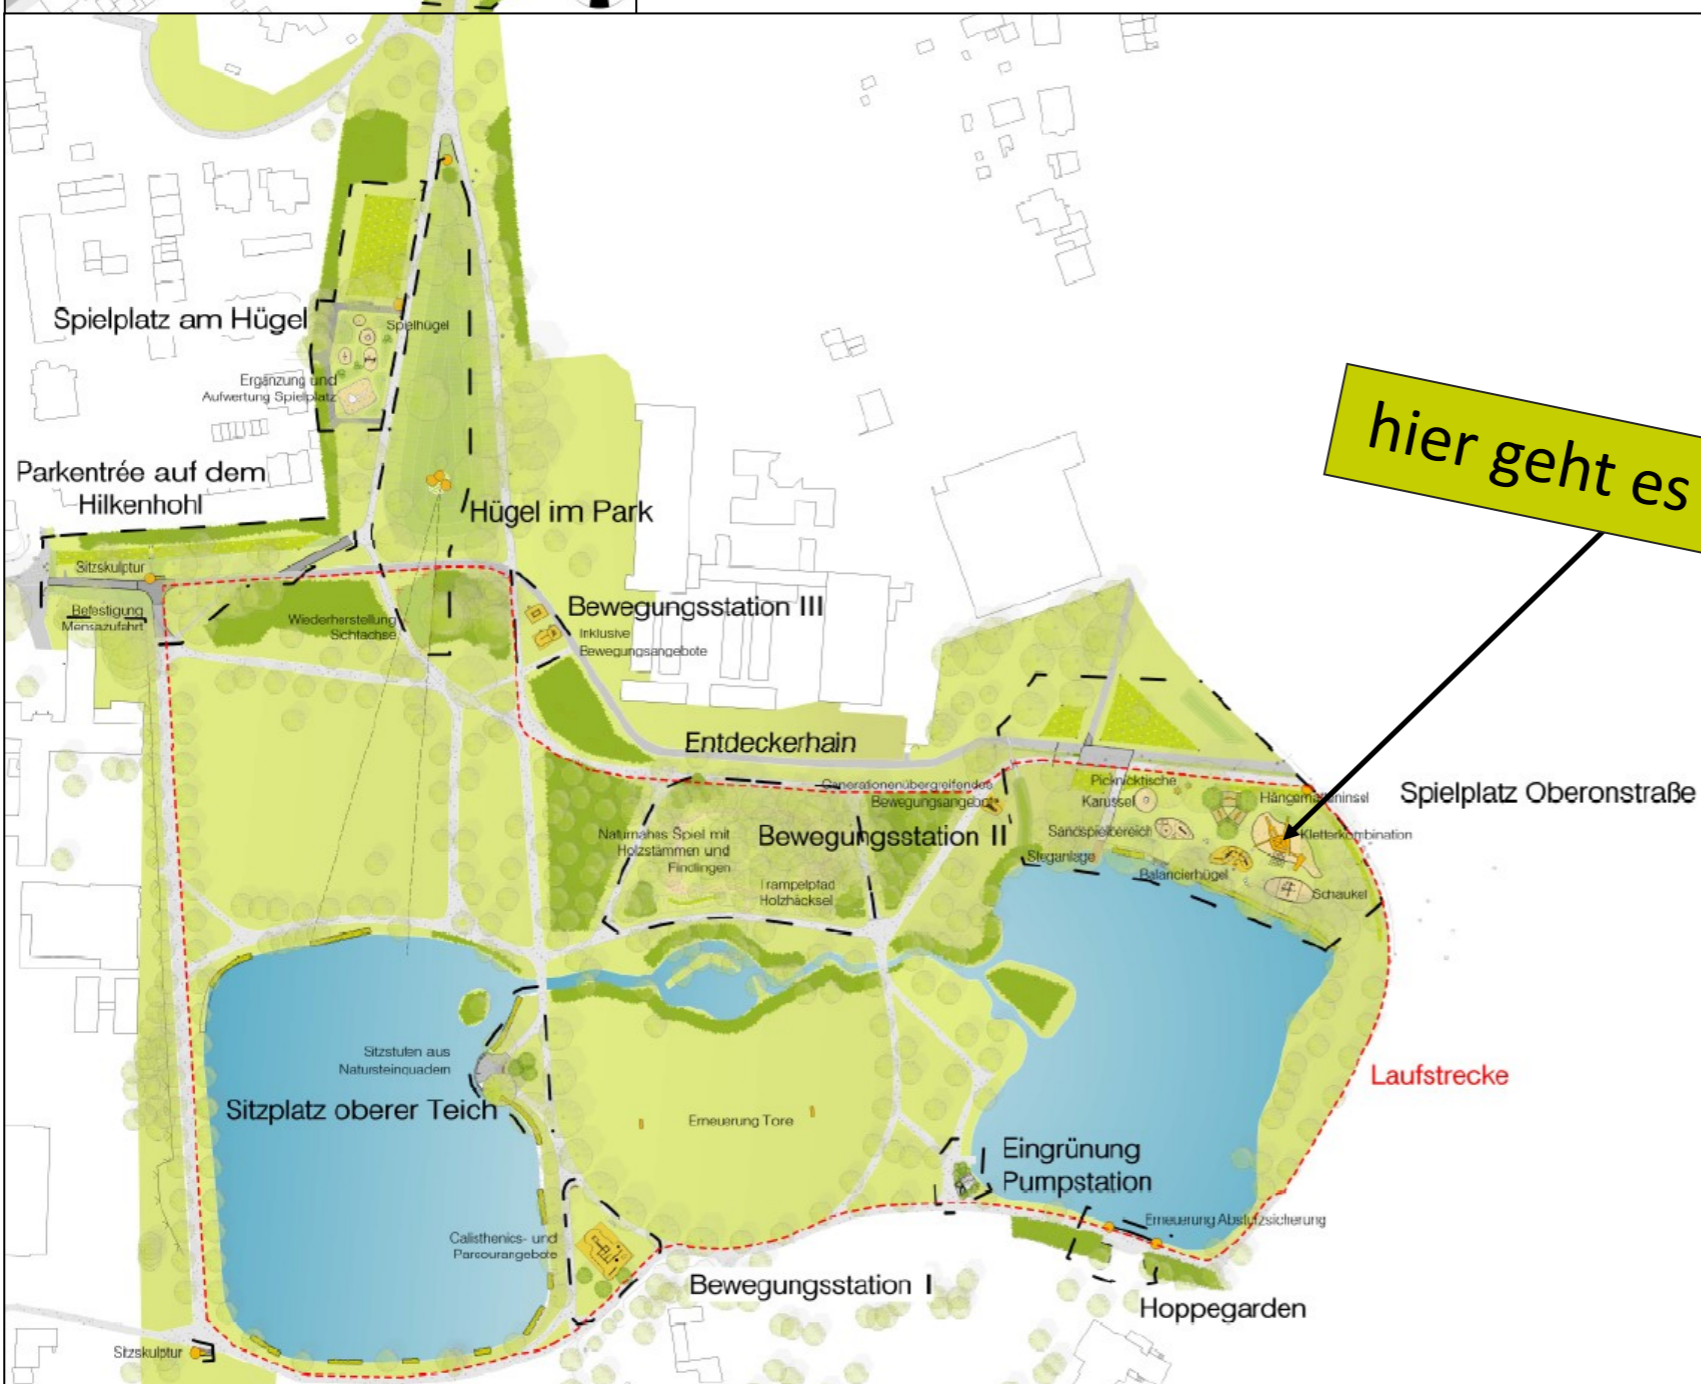 Spielplatz am Hügel
Spielhügel
Ergänzung und
Aufwertung Spielplatz
hier geht es
Parkentrée auf dem
Hilkenhohl
Hügel im Park
Sitzskulptur
Befestigung
Mensazufahrt
Wiederherstellung
Sichtachse
Bewegungsstation III
Inklusive
Bewegungsangebote
Entdeckerhain
Generationenübergreifendes
Bewegungsangebot
Picknicktische
Karussel
Hängematteninsel
Spielplatz Oberonstraße
Naturnahes Spiel mit
Holzstämmen und
Findlingen
Bewegungsstation II
Sandspielbereich
Kletterkombination
Steganlage
Balancierhügel
Trampelpfad
Holzhäcksel
Schaukel
Sitzstufen aus
Natursteinquadern
Sitzplatz oberer Teich
Erneuerung Tore
Laufstrecke
Eingrünung
Pumpstation
Erneuerung Absturzsicherung
Calisthenics- und
Parcourangebote
Bewegungsstation I
Hoppegarden
Sitzskulptur